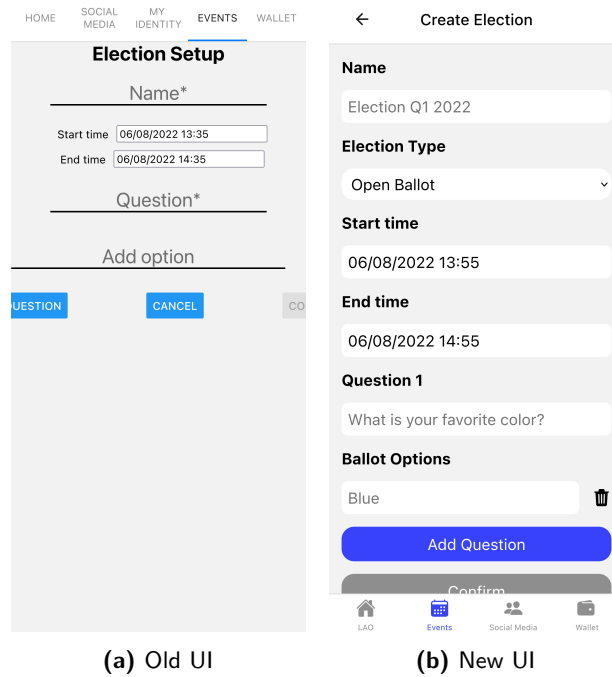 HOME SOCIAL MEDIA MY IDENTITY EVENTS WALLET
Election Setup
Name*
Start time 06/08/2022 13:35
End time 06/08/2022 14:35
Question*
Add option
UESTION CANCEL CO
(a) Old UI
Create Election
Name
Election Q1 2022
Election Type
Open Ballot
Start time
06/08/2022 13:55
End time
06/08/2022 14:55
Question 1
What is your favorite color?
Ballot Options
Blue
Add Question
Confirm
LAO Events Social Media Wallet
(b) New UI